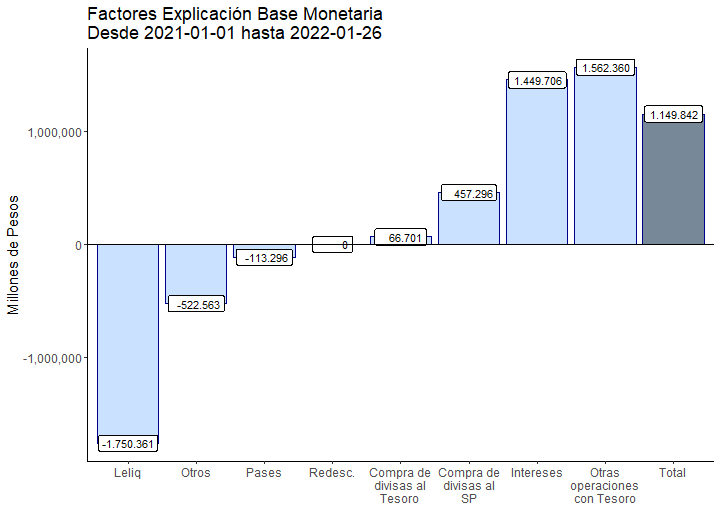 Factores Explicación Base Monetaria
Desde 2021-01-01 hasta 2022-01-26
Millones de Pesos
1,000,000
0
-1,000,000
-1.750.361
-522.563
-113.296
0
66.701
457.296
1.449.706
1.562.360
1.149.842
Leliq
Otros
Pases
Redesc.
Compra de
divisas al
Tesoro
Compra de
divisas al
SP
Intereses
Otras
operaciones
con Tesoro
Total